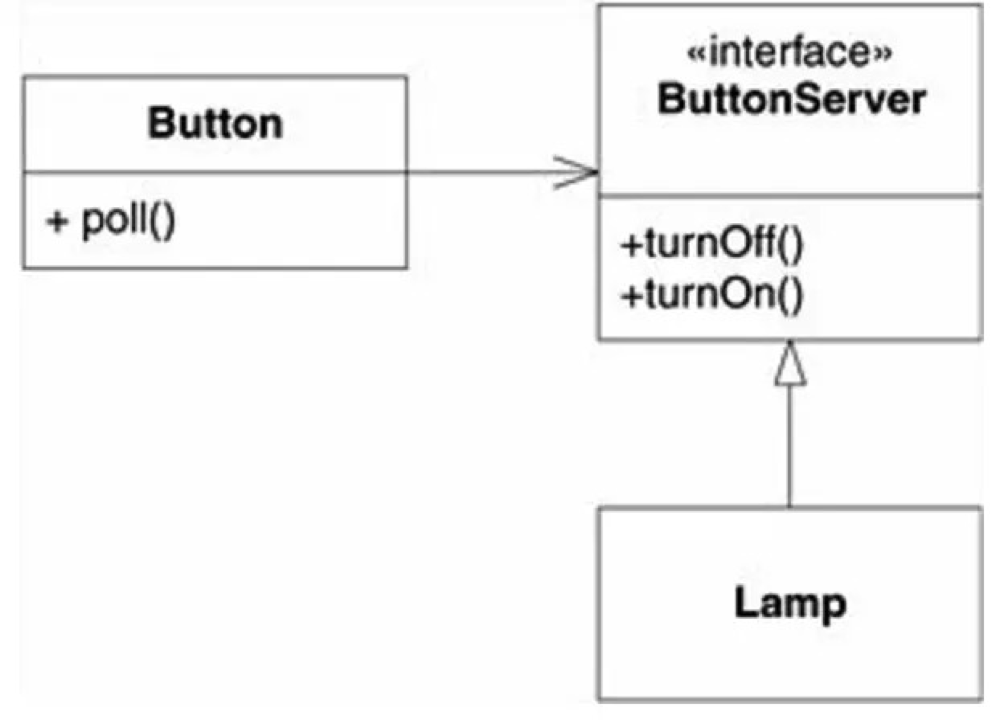 Button
+ poll()
«interface»
ButtonServer
+turnOff()
+turnOn()
Lamp